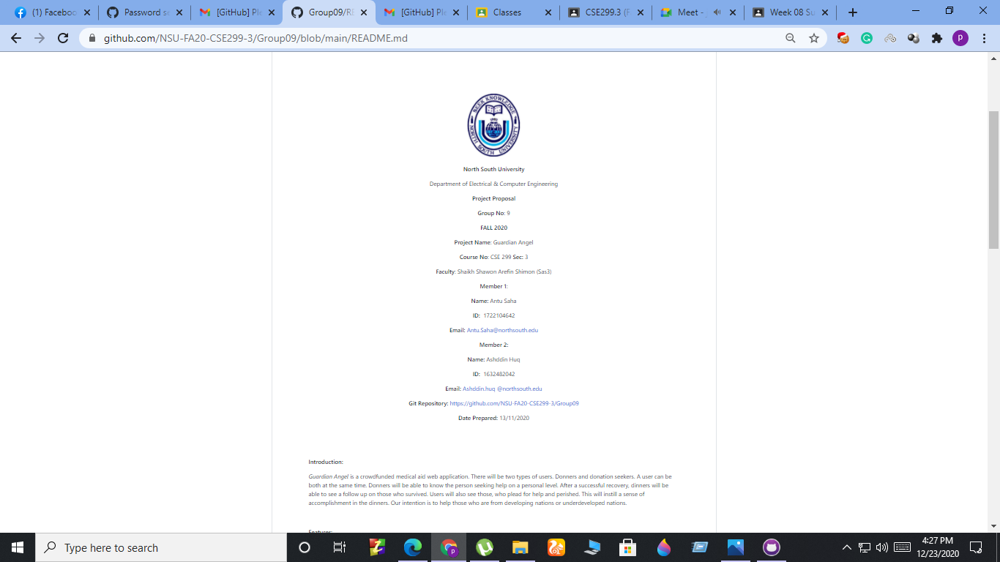 (1) Faceboo
Password se
[GitHub] Ple
Group09/RE
[GitHub] Ple
Classes
CSE299.3 (F
Meet -
Week 08 Su
github.com/NSU-FA20-CSE299-3/Group09/blob/main/README.md
P
SEEK KNOWLEDGE
1992
NORTH SOUTH UNIVERSITY
North South University
Department of Electrical & Computer Engineering
Project Proposal
Group No: 9
FALL 2020
Project Name: Guardian Angel
Course No: CSE 299 Sec: 3
Faculty: Shaikh Shawon Arefin Shimon (Sas3)
Member 1:
Name: Antu Saha
ID: 1722104642
Email: Antu.Saha@northsouth.edu
Member 2:
Name: Ashddin Huq
ID: 1632482042
Email: Ashddin.huq @northsouth.edu
Git Repository: https://github.com/NSU-FA20-CSE299-3/Group09
Date Prepared: 13/11/2020
Introduction:
Guardian Angel is a crowdfunded medical aid web application. There will be two types of users. Donners and donation seekers. A user can be
both at the same time. Donners will be able to know the person seeking help on a personal level. After a successful recovery, dinners will be
able to see a follow up on those who survived. Users will also see those, who plead for help and perished. This will instill a sense of
accomplishment in the dinners. Our intention is to help those who are from developing nations or underdeveloped nations.
Features:
Type here to search
4:27 PM
12/23/2020